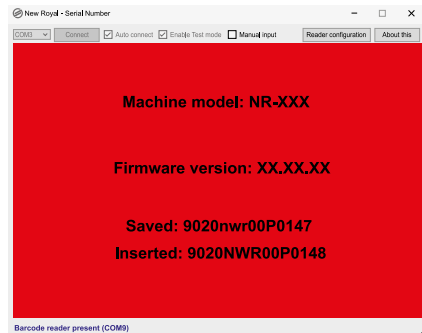 New Royal - Serial Number
COM3 Connect Auto connect Enable Test mode Manual input Reader configuration About this
Machine model: NR-XXX
Firmware version: XX.XX.XX
Saved: 9020nwr00P0147
Inserted: 9020NWR00P0148
Barcode reader present (COM9)